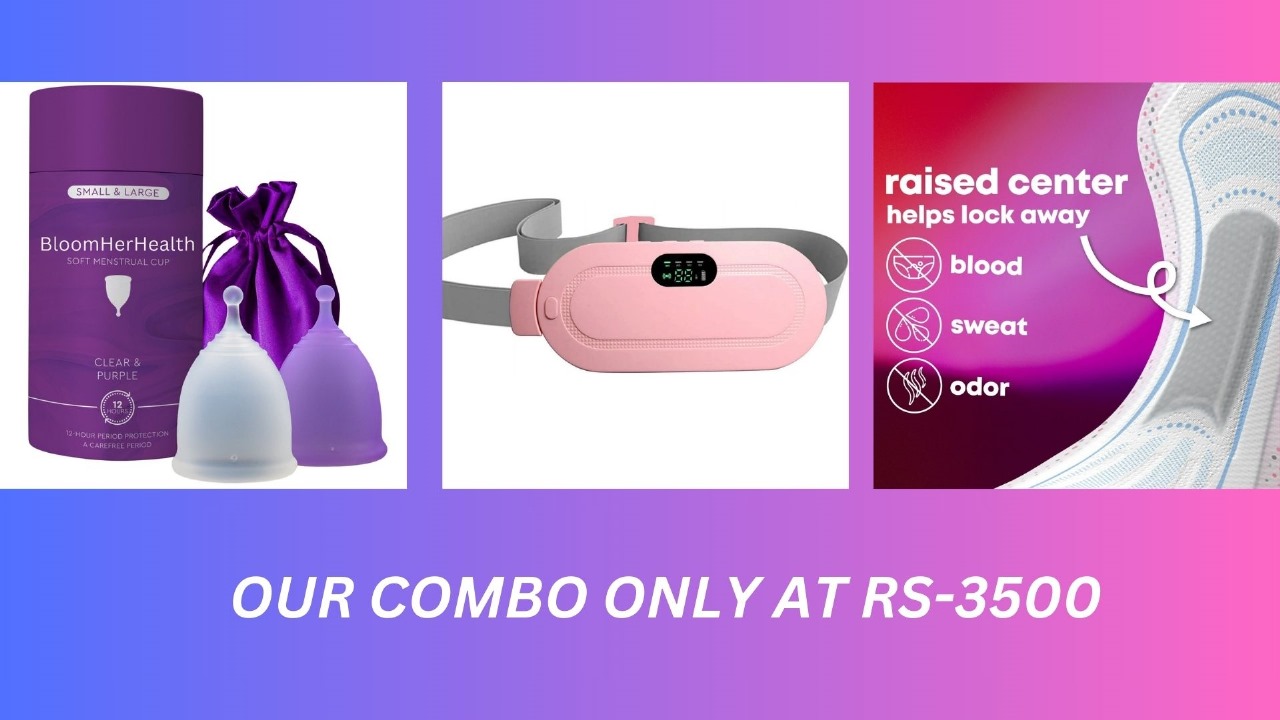 SMALL & LARGE
BloomHerHealth
SOFT MENSTRUAL CUP
CLEAR &
PURPLE
12
HOURS
12-HOUR PERIOD PROTECTION
A CAREFREE PERIOD
raised center
helps lock away
blood
sweat
odor
OUR COMBO ONLY AT RS-3500